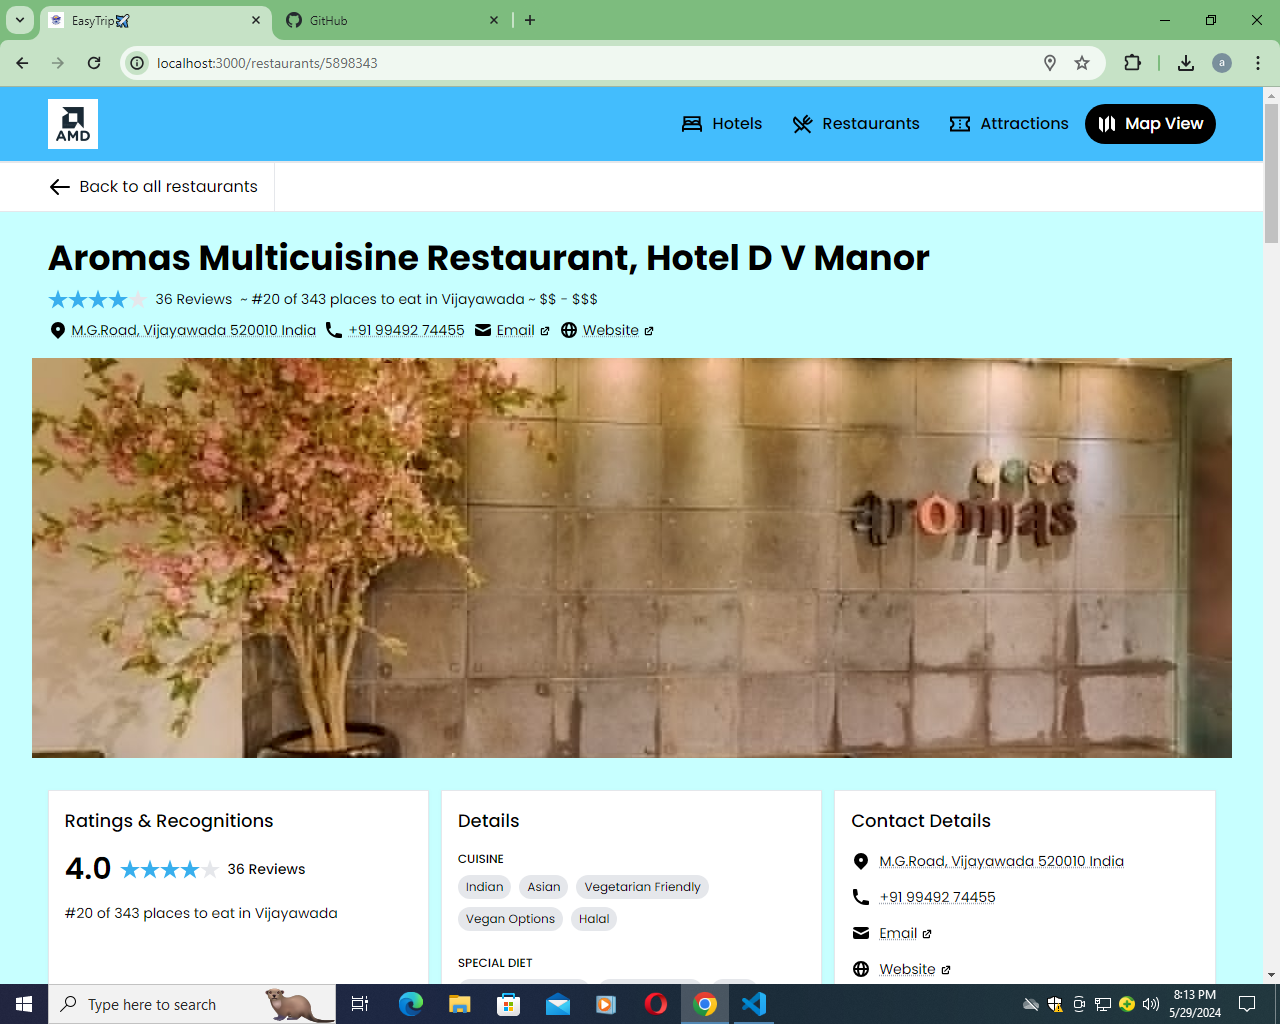 EasyTrip
GitHub
localhost:3000/restaurants/5898343
a
AMD
Hotels
Restaurants
Attractions
Map View
Back to all restaurants
Aromas Multicuisine Restaurant, Hotel D V Manor
36 Reviews ~ #20 of 343 places to eat in Vijayawada ~ $$ - $$$
M.G.Road, Vijayawada 520010 India +91 99492 74455 Email Website
aromas
Ratings & Recognitions
4.0 36 Reviews
#20 of 343 places to eat in Vijayawada
Details
CUISINE
Indian Asian Vegetarian Friendly
Vegan Options Halal
SPECIAL DIET
Contact Details
M.G.Road, Vijayawada 520010 India
+91 99492 74455
Email
Website
Type here to search
8:13 PM
5/29/2024